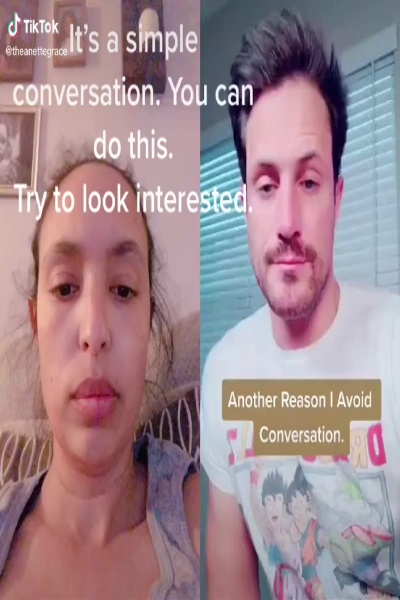 TikTok
@theanettegrace
It's a simple
conversation. You can
do this.
Try to look interested.
Another Reason I Avoid
Conversation.